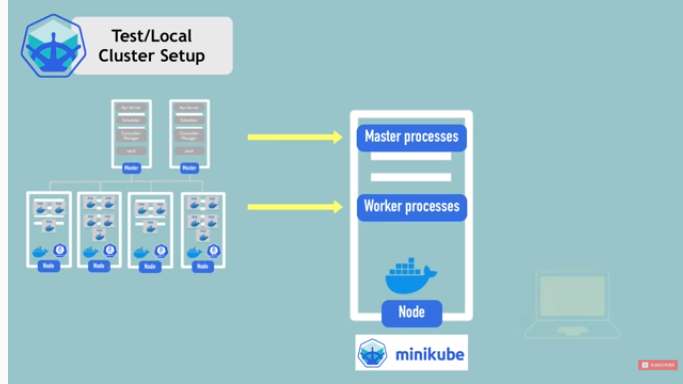 Test/Local
Cluster Setup
Api Server
Scheduler
Controller
Manager
etcd
Api Server
Scheduler
Controller
Manager
etcd
Master
Master
Node
Node
Node
Node
Master processes
Worker processes
Node
minikube
SUBSCRIBE